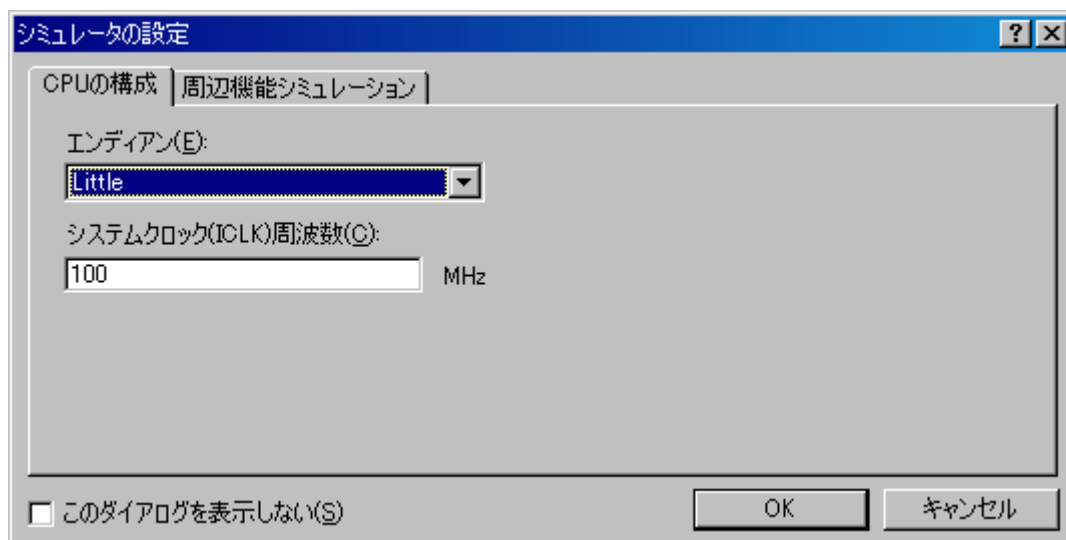 シミュレータの設定
CPUの構成
周辺機能シミュレーション
エンディアン(E):
Little
システムクロック(ICLK)周波数(C):
100 MHz
このダイアログを表示しない(S)
OK
キャンセル